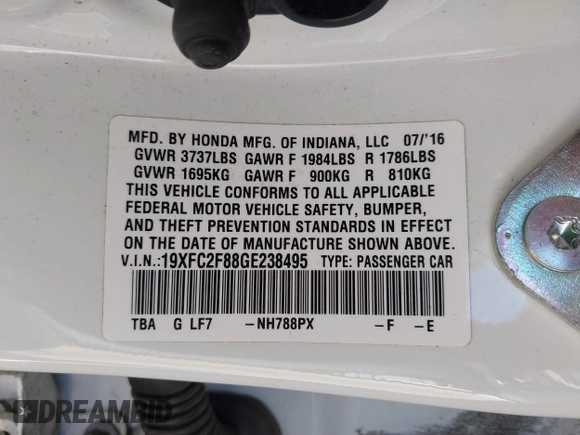 MFD. BY HONDA MFG. OF INDIANA, LLC 07/'16
GVWR 3737LBS GAWR F 1984LBS R 1786LBS
GVWR 1695KG GAWR F 900KG R 810KG
THIS VEHICLE CONFORMS TO ALL APPLICABLE
FEDERAL MOTOR VEHICLE SAFETY, BUMPER,
AND THEFT PREVENTION STANDARDS IN EFFECT
ON THE DATE OF MANUFACTURE SHOWN ABOVE.
V.I.N.: 19XFC2F88GE238495 TYPE: PASSENGER CAR
TBA G LF7 –NH788PX –F –E
DREAMBID